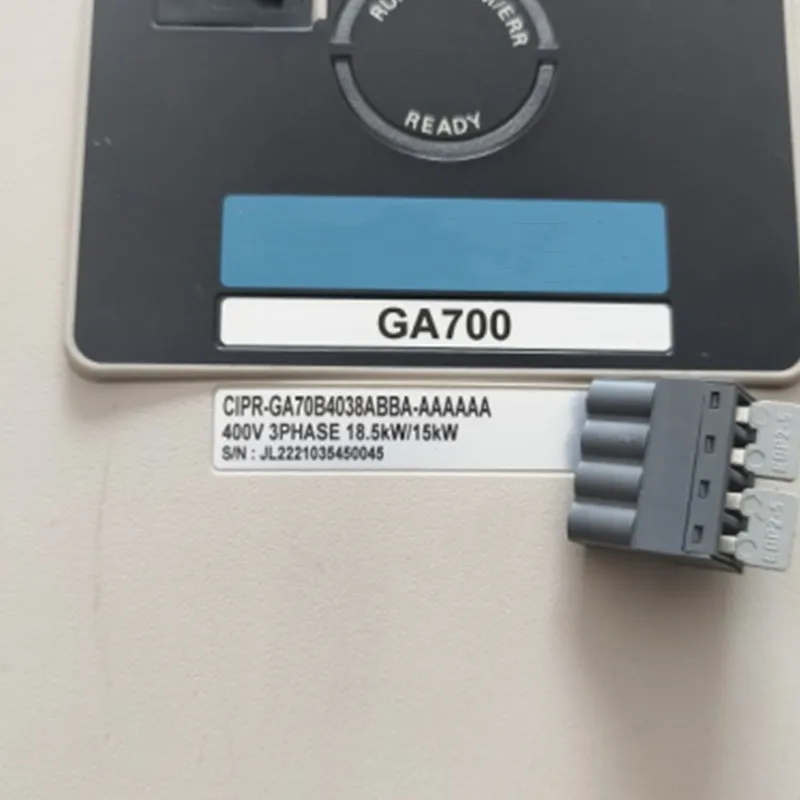 READY
GA700
CIPR-GA70B4038ABBA-AAAAAA
400V 3PHASE 18.5kW/15kW
S/N : JL2221035450045